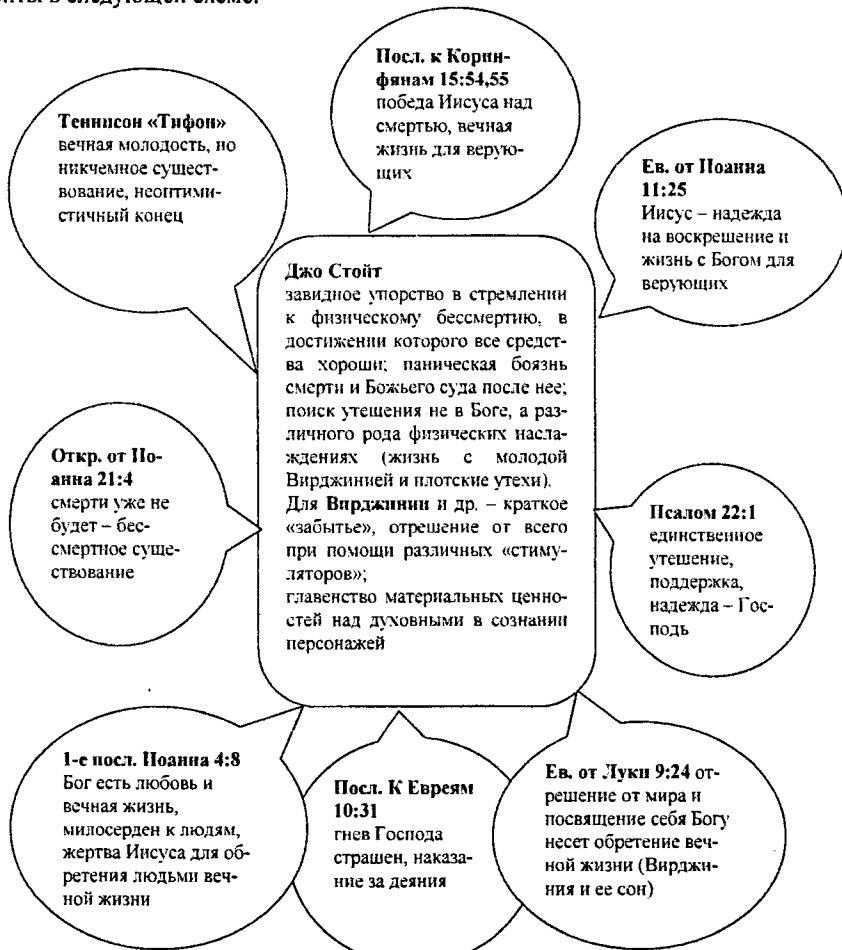 в следующей схеме:
Посл. к Корин-
фянам 15:54,55
победа Иисуса над
смертью, вечная
жизнь для верую-
щих
Теннисон «Тифон»
вечная молодость, но
никчемное сущест-
вование, неоптими-
стичный конец
Ев. от Иоанна
11:25
Иисус – надежда
на воскрешение и
жизнь с Богом для
верующих
Джо Стойт
завидное упорство в стремлении
к физическому бессмертию, в
достижении которого все средст-
ва хороши; паническая боязнь
смерти и Божьего суда после нее;
поиск утешения не в Боге, а раз-
личного рода физических насла-
ждениях (жизнь с молодой
Вирджинией и плотские утехи).
Для Вирджинии и др. – краткое
«забытье», отрешение от всего
при помощи различных «стиму-
ляторов»;
главенство материальных ценно-
стей над духовными в сознании
персонажей
Откр. от Ио-
анна 21:4
смерти уже не
будет – бес-
смертное суще-
ствование
Псалом 22:1
единственное
утешение,
поддержка,
надежда – Гос-
подь
1-е посл. Иоанна 4:8
Бог есть любовь и
вечная жизнь,
милосерден к людям,
жертва Иисуса для об-
ретения людьми веч-
ной жизни
Посл. К Евреям
10:31
гнев Господа
страшен, наказа-
ние за деяния
Ев. от Луки 9:24 от-
решение от мира и
посвящение себя Богу
несет обретение веч-
ной жизни (Вирджи-
ния и ее сон)